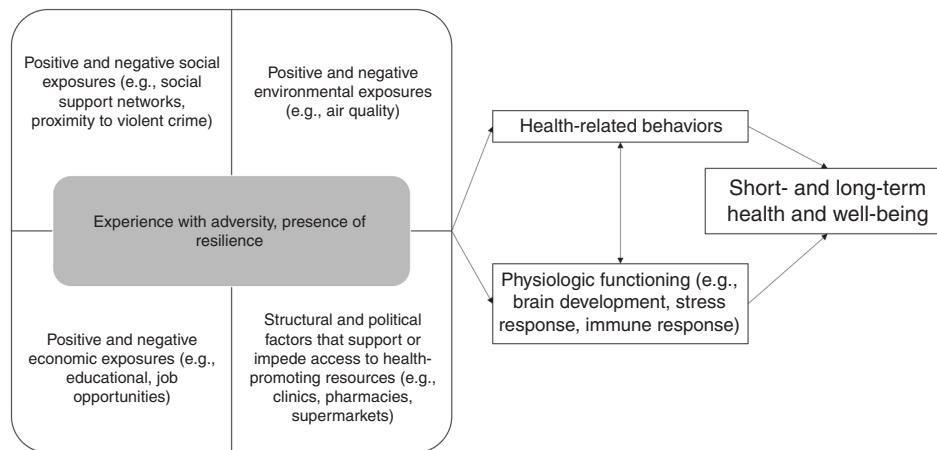 Positive and negative social
exposures (e.g., social
support networks,
proximity to violent crime)
Positive and negative
environmental exposures
(e.g., air quality)
Experience with adversity, presence of
resilience
Positive and negative
economic exposures (e.g.,
educational, job
opportunities)
Structural and political
factors that support or
impede access to health-
promoting resources (e.g.,
clinics, pharmacies,
supermarkets)
Health-related behaviors
Physiologic functioning (e.g.,
brain development, stress
response, immune response)
Short- and long-term
health and well-being